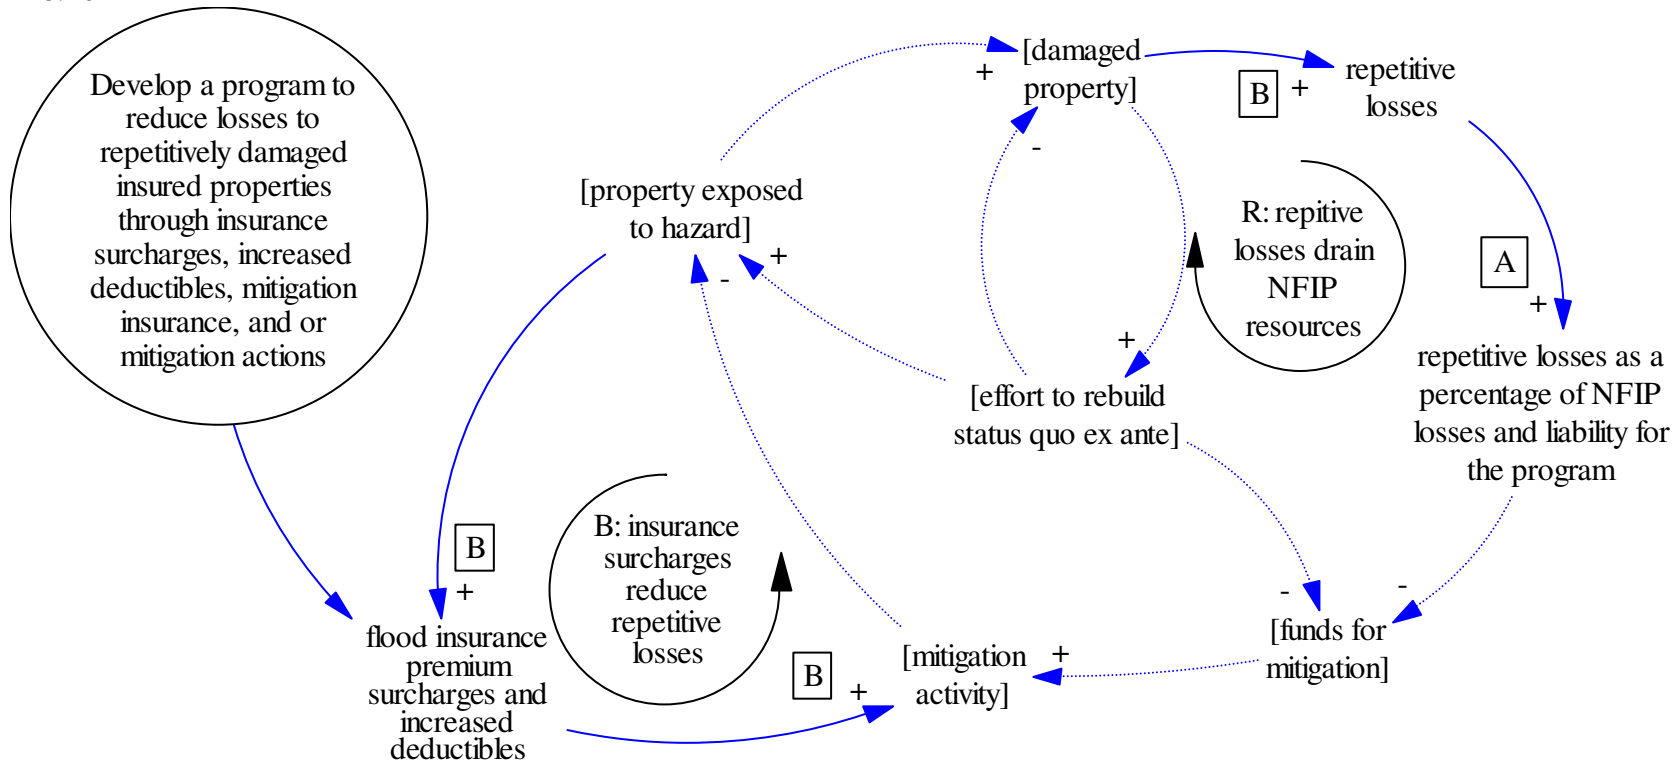 Develop a program to
reduce losses to
repetitively damaged
insured properties
through insurance
surcharges, increased
deductibles, mitigation
insurance, and or
mitigation actions
[damaged
property]
+
-
B
+
repetitive
losses
[property exposed
to hazard]
+
-
R: repitive
losses drain
NFIP
resources
A
+
+
[effort to rebuild
status quo ex ante]
repetitive losses as a
percentage of NFIP
losses and liability for
the program
B
+
B: insurance
surcharges
reduce
repetitive
losses
-
-
flood insurance
premium
surcharges and
increased
deductibles
B
+
[mitigation
activity]
+
[funds for
mitigation]